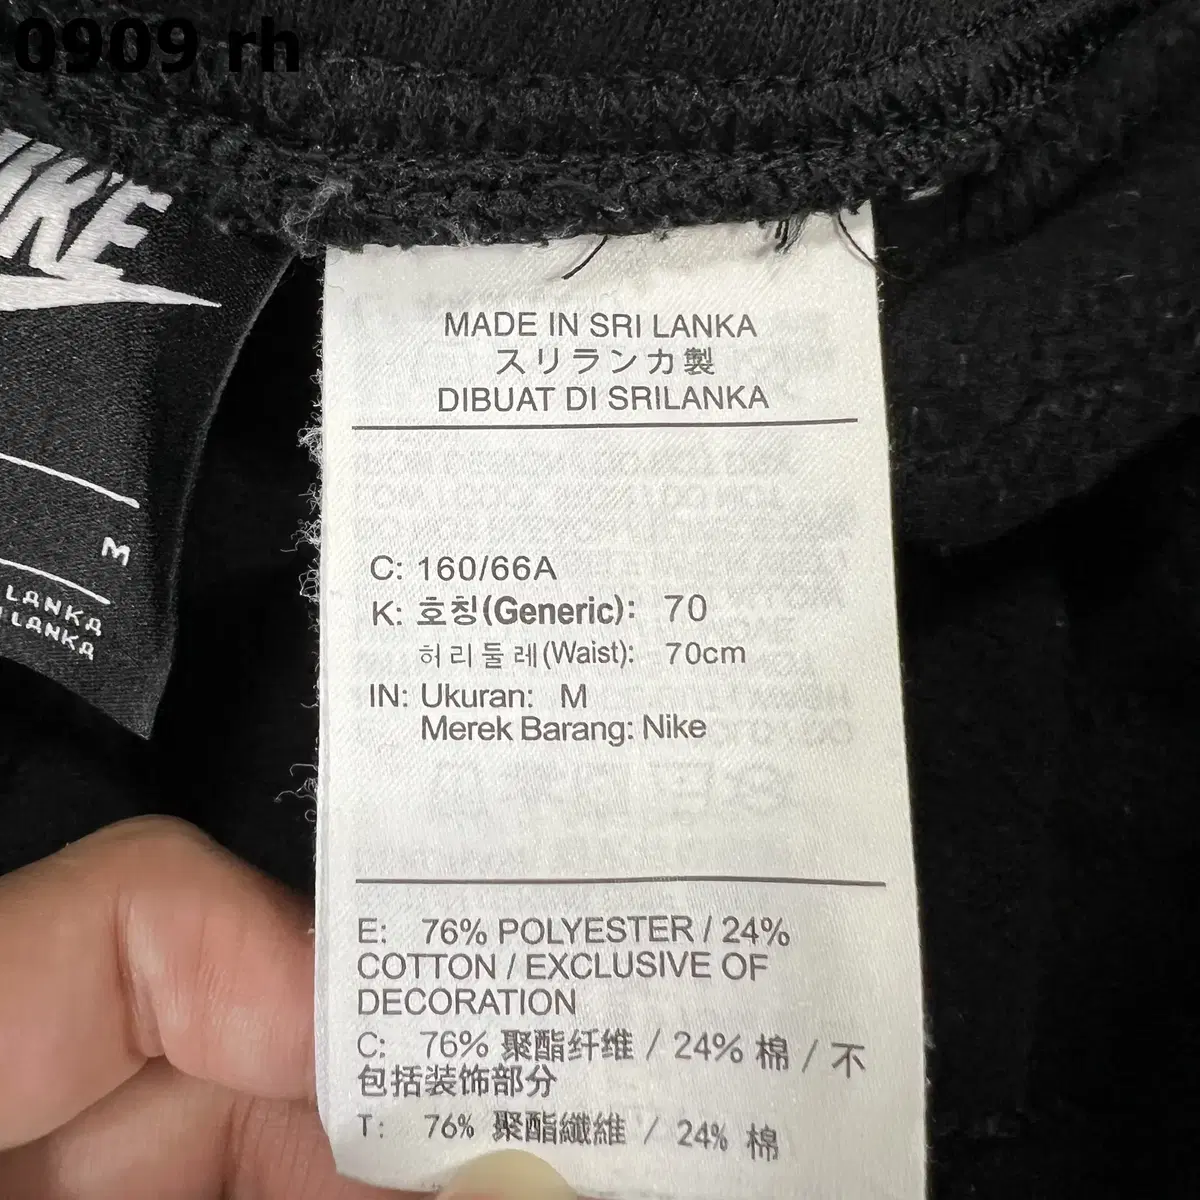 0909 rh
NIKE
M
LANKA
LANKA
MADE IN SRI LANKA
スリランカ製
DIBUAT DI SRILANKA
C: 160/66A
K: 호칭(Generic): 70
허리둘레(Waist): 70cm
IN: Ukuran: M
Merek Barang: Nike
E: 76% POLYESTER / 24%
COTTON / EXCLUSIVE OF
DECORATION
C: 76% 聚酯纤维 / 24% 棉 / 不
包括装饰部分
T: 76% 聚酯纖維 / 24% 棉